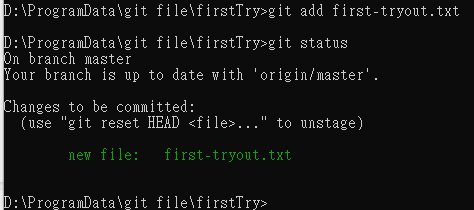 D:\ProgramData\git file\firstTry>git add first-tryout.txt
D:\ProgramData\git file\firstTry>git status
On branch master
Your branch is up to date with 'origin/master'.
Changes to be committed:
(use "git reset HEAD <file>..." to unstage)
new file:   first-tryout.txt
D:\ProgramData\git file\firstTry>